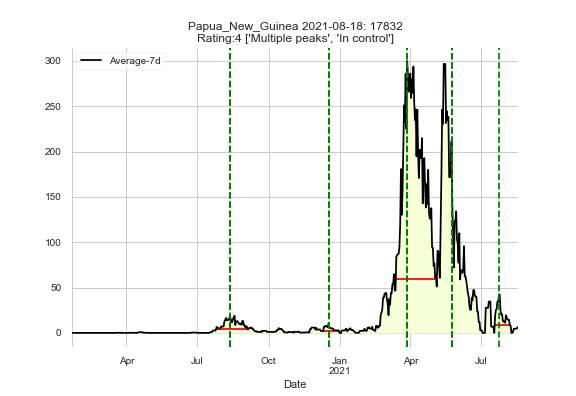 Papua_New_Guinea 2021-08-18: 17832
Rating:4 ['Multiple peaks', 'In control']
Average-7d
300
250
200
150
100
50
0
Apr
Jul
Oct
Jan
2021
Apr
Jul
Date